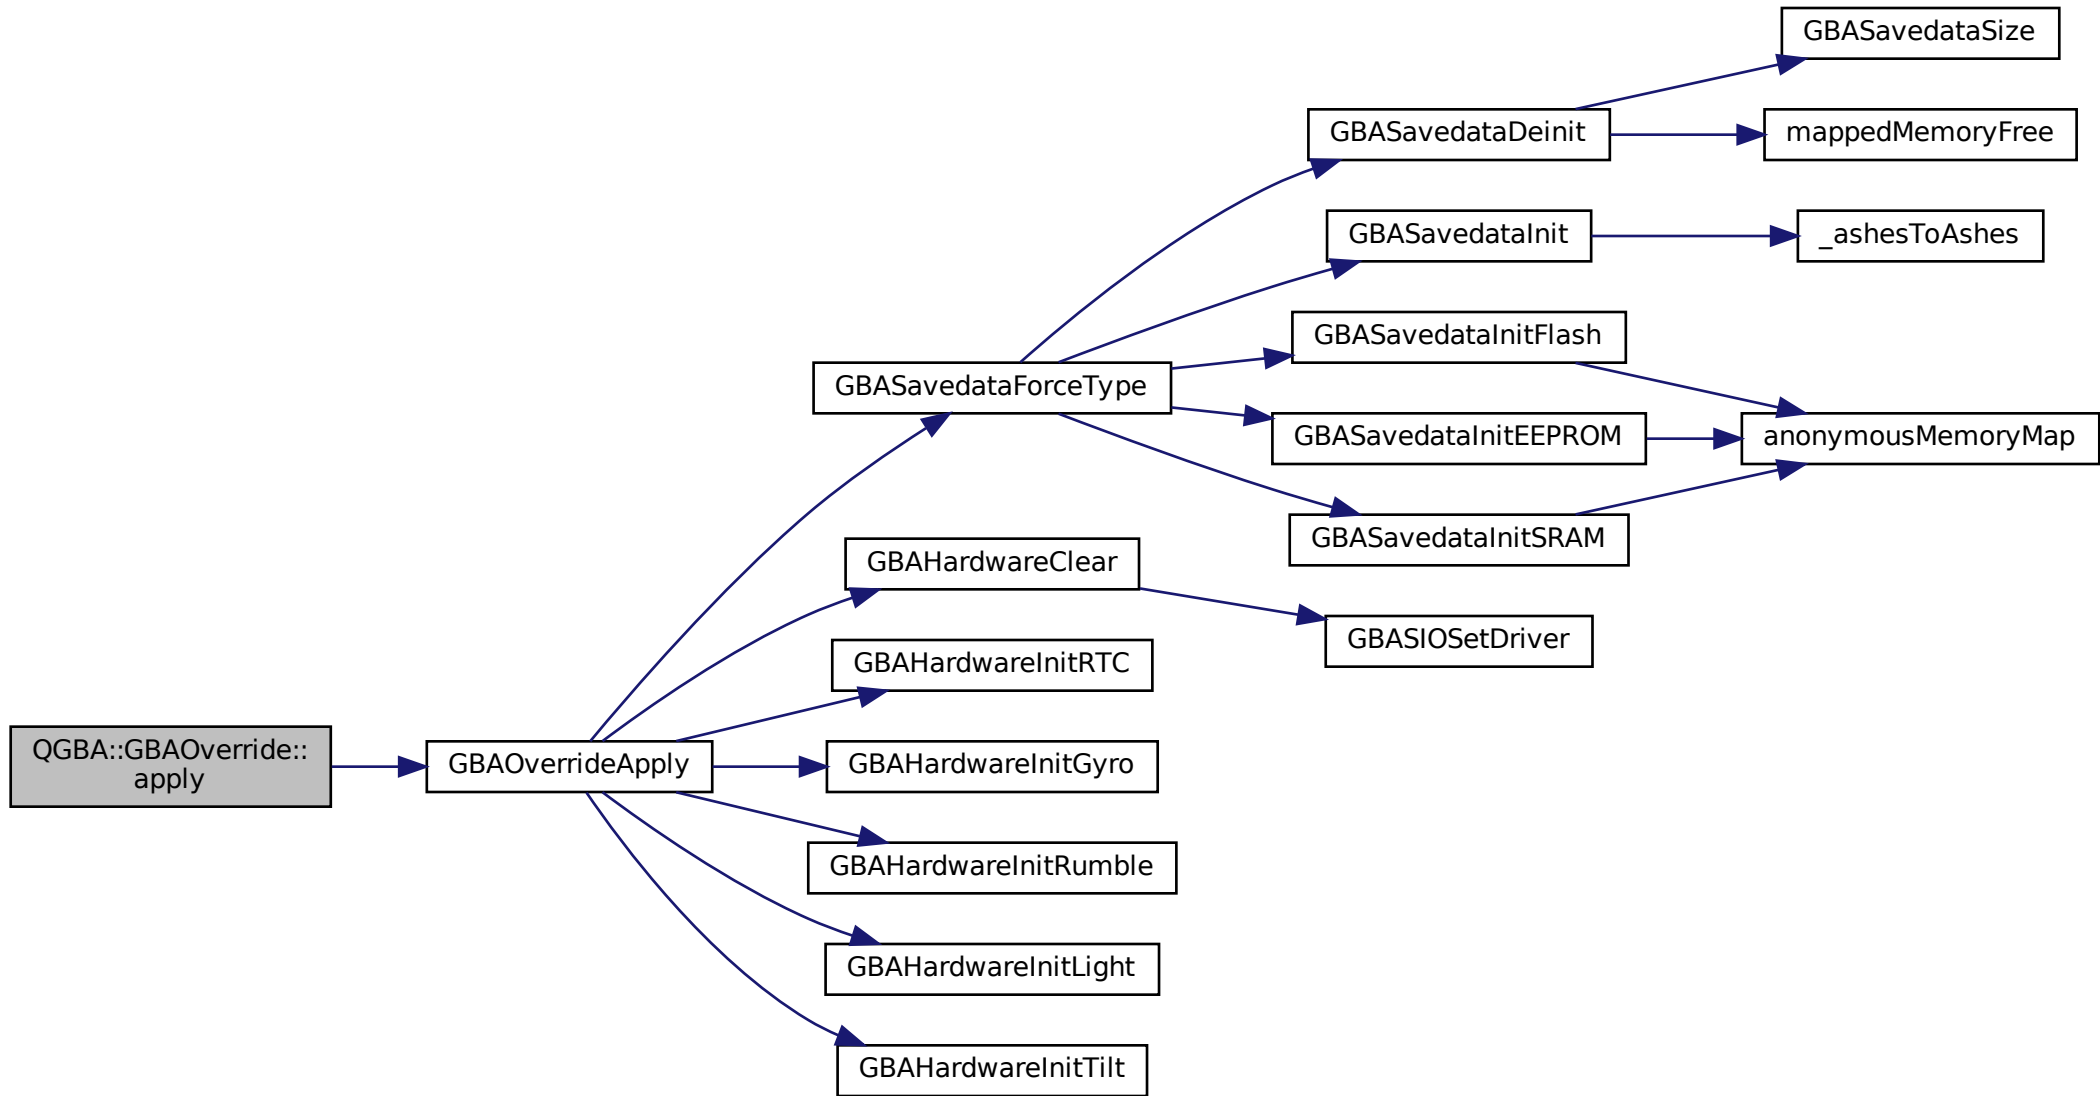 GBASavedataSize
GBASavedataDeinit
mappedMemoryFree
GBASavedataInit
_ashesToAshes
GBASavedataInitFlash
GBASavedataForceType
GBASavedataInitEEPROM
anonymousMemoryMap
GBASavedataInitSRAM
GBAHardwareClear
GBASIOSetDriver
GBAHardwareInitRTC
QGBA::GBAOverride::
apply
GBAOverrideApply
GBAHardwareInitGyro
GBAHardwareInitRumble
GBAHardwareInitLight
GBAHardwareInitTilt